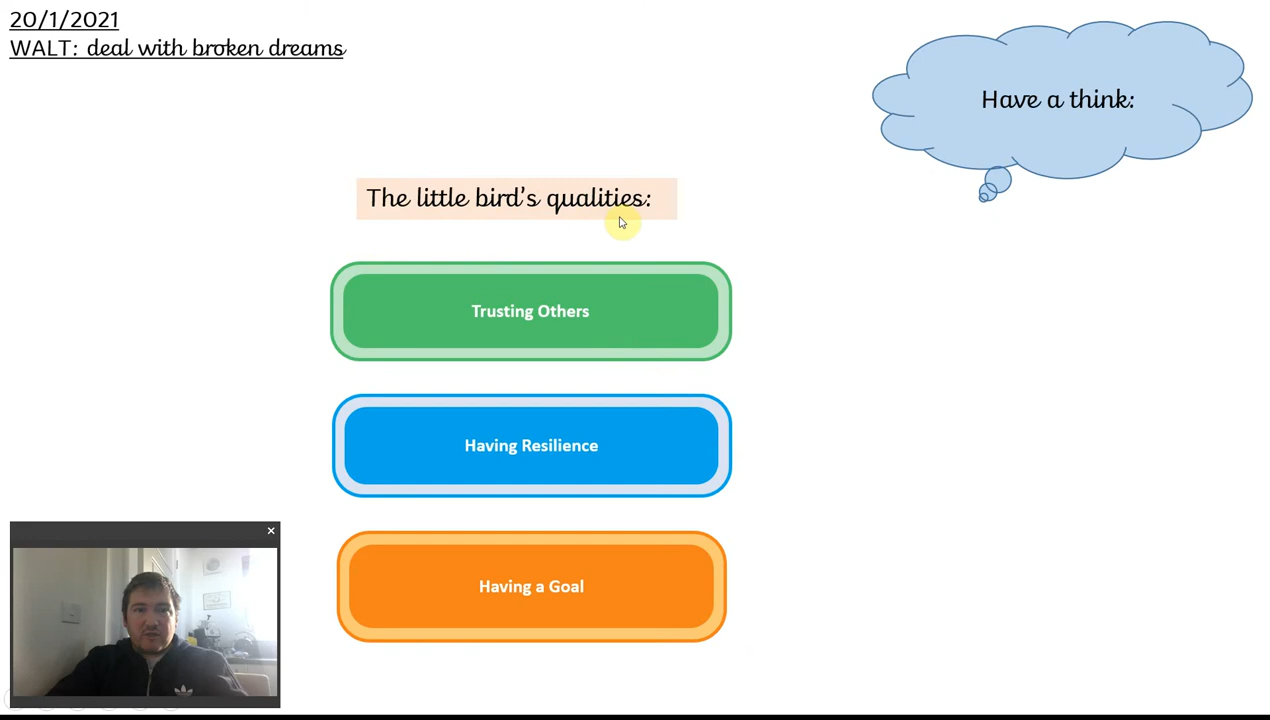 20/1/2021
WALT: deal with broken dreams
Have a think:
The little bird's qualities:
Trusting Others
Having Resilience
Having a Goal